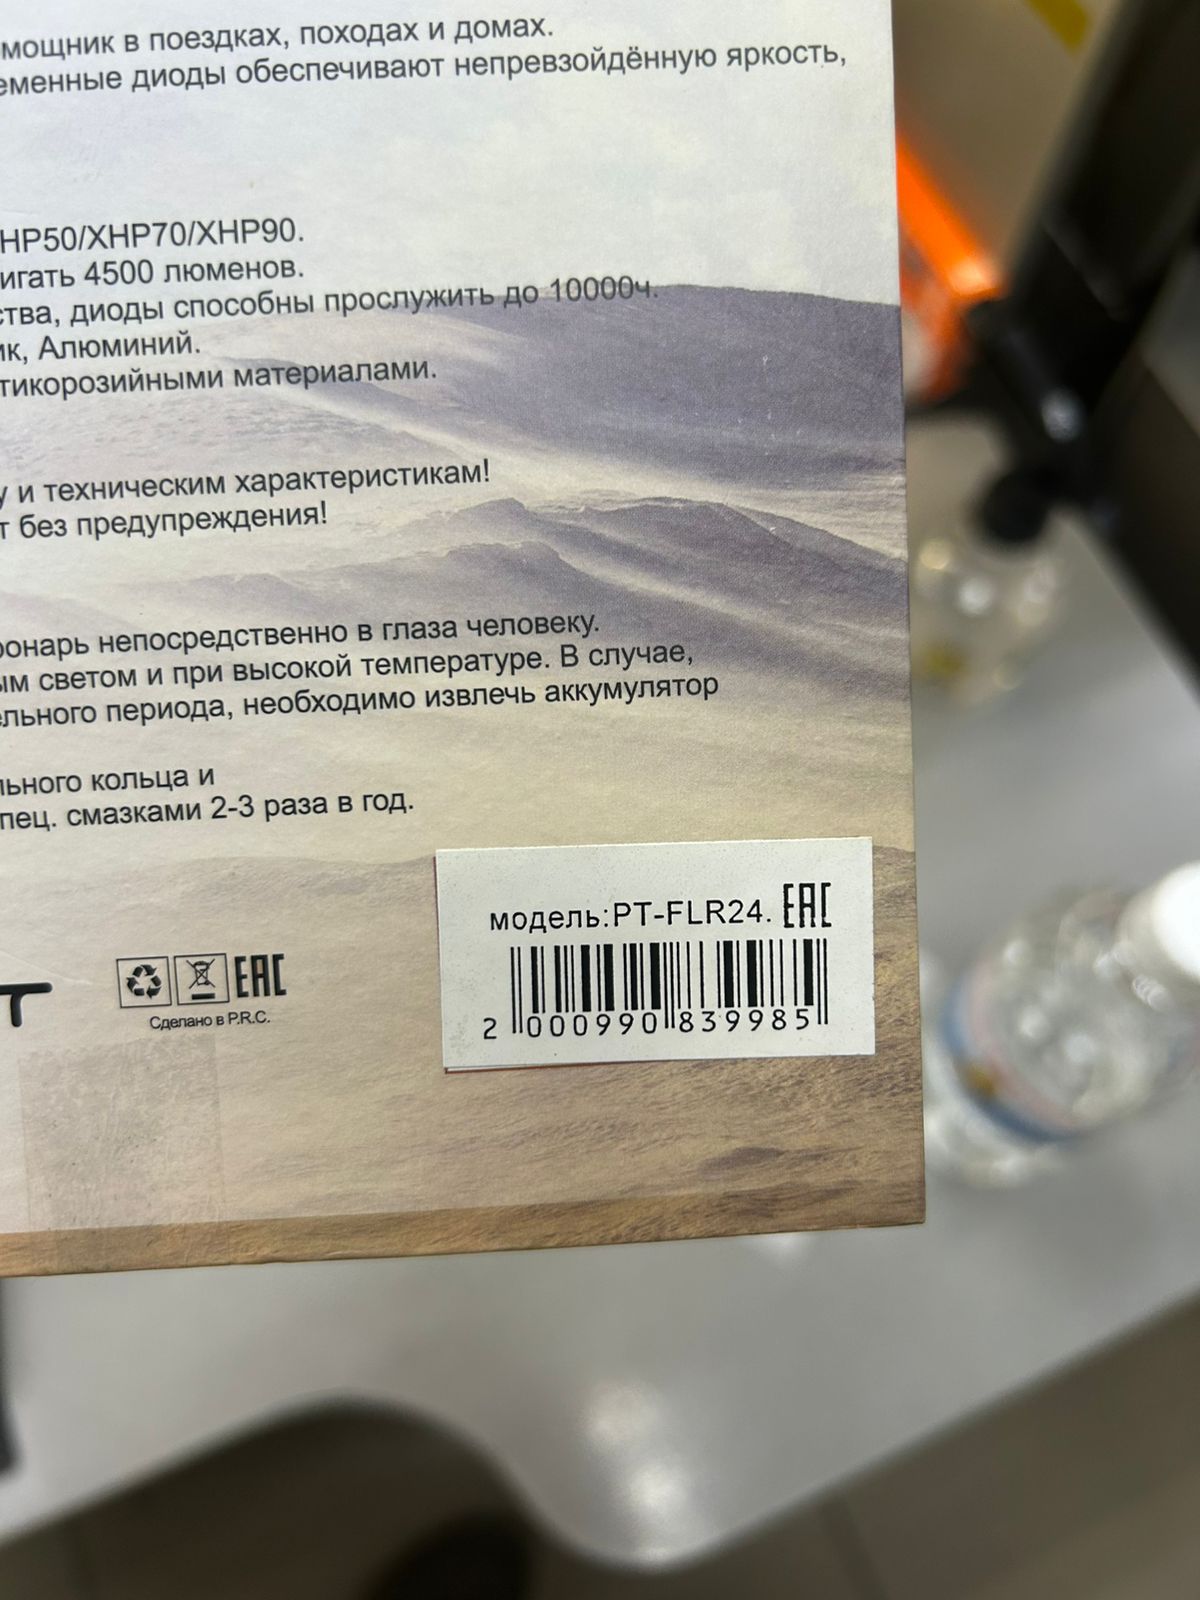 мощник в поездках, походах и домах.
еменные диоды обеспечивают непревзойдённую яркость,
HP50/XHP70/XHP90.
игать 4500 люменов.
ства, диоды способны прослужить до 10000ч.
ик, Алюминий.
тикорозийными материалами.
у и техническим характеристикам!
т без предупреждения!
онарь непосредственно в глаза человеку.
ым светом и при высокой температуре. В случае,
ельного периода, необходимо извлечь аккумулятор
льного кольца и
пец. смазками 2-3 раза в год.
модель:PT-FLR24. EAC
2 000990 839985
т EAC
Сделано в P.R.C.